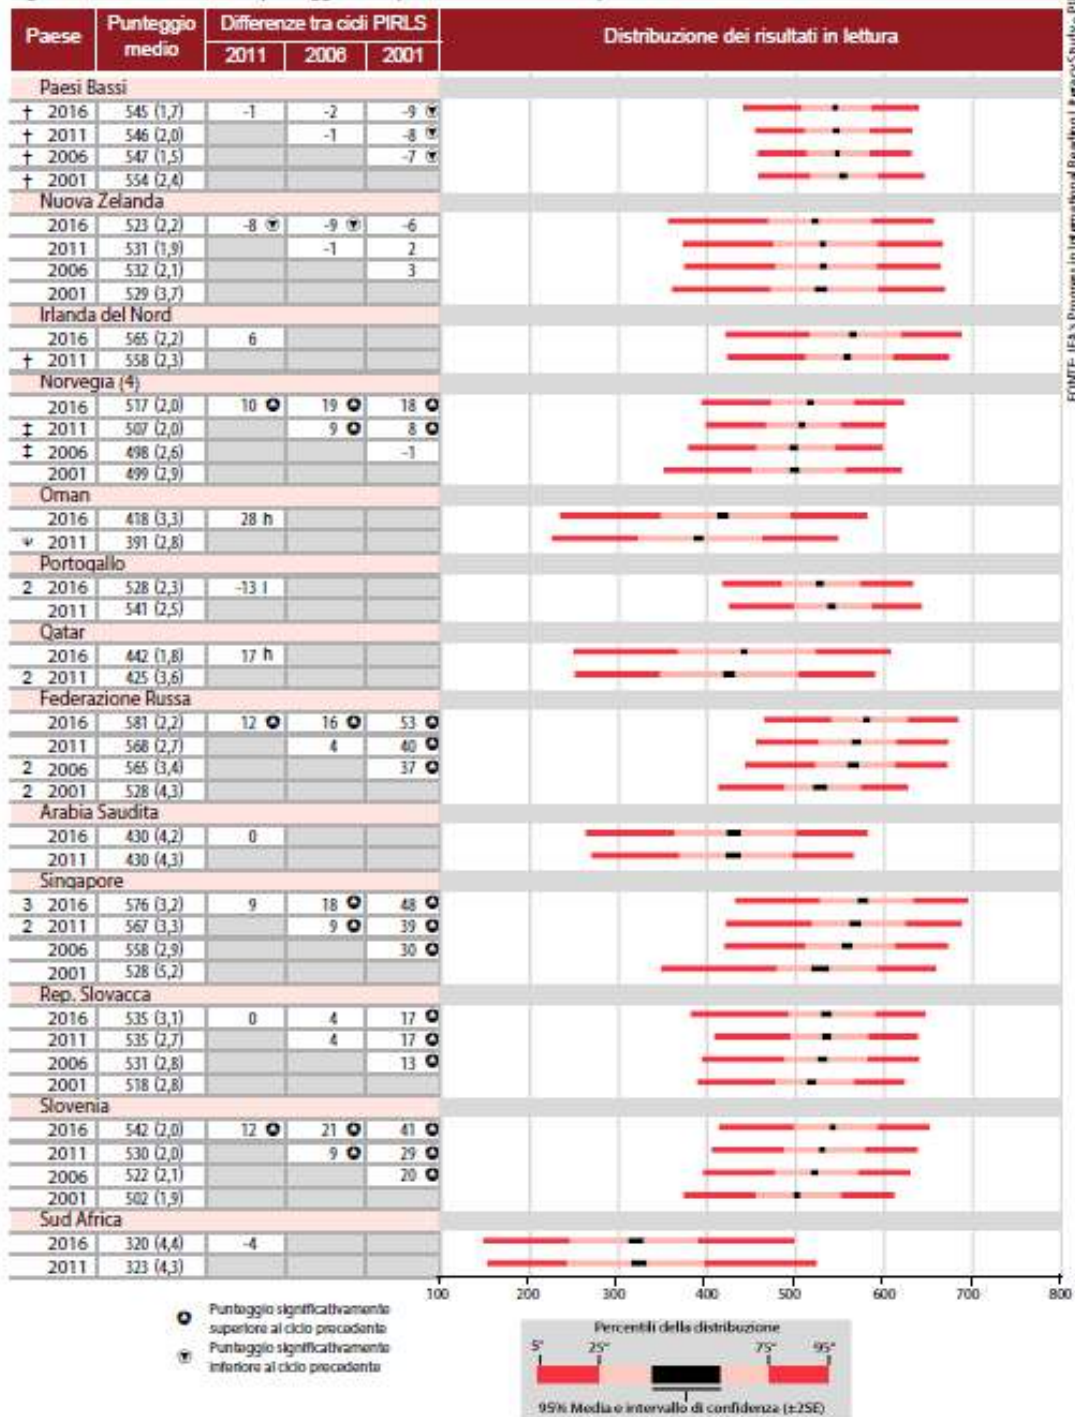 Paese Punteggio medio Differenze tra cicli PIRLS 2011 2006 2001 Distribuzione dei risultati in lettura
Paesi Bassi
† 2016 545 (1,7) -1 -2 -9
† 2011 546 (2,0) -1 -8
† 2006 547 (1,5) -7
† 2001 554 (2,4)
Nuova Zelanda
2016 523 (2,2) -8 -9 -6
2011 531 (1,9) -1 2
2006 532 (2,1) 3
2001 529 (3,7)
Irlanda del Nord
2016 565 (2,2) 6
† 2011 558 (2,3)
Norvegia (4)
2016 517 (2,0) 10 19 18
‡ 2011 507 (2,0) 9 8
‡ 2006 498 (2,6) -1
2001 499 (2,9)
Oman
2016 418 (3,3) 28 h
ψ 2011 391 (2,8)
Portogallo
2 2016 528 (2,3) -13 i
2011 541 (2,5)
Qatar
2016 442 (1,8) 17 h
2 2011 425 (3,6)
Federazione Russa
2016 581 (2,2) 12 16 53
2011 568 (2,7) 4 40
2 2006 565 (3,4) 37
2 2001 528 (4,3)
Arabia Saudita
2016 430 (4,2) 0
2011 430 (4,3)
Singapore
3 2016 576 (3,2) 9 18 48
2 2011 567 (3,3) 9 39
2006 558 (2,9) 30
2001 528 (5,2)
Rep. Slovacca
2016 535 (3,1) 0 4 17
2011 535 (2,7) 4 17
2006 531 (2,8) 13
2001 518 (2,8)
Slovenia
2016 542 (2,0) 12 21 41
2011 530 (2,0) 9 29
2006 522 (2,1) 20
2001 502 (1,9)
Sud Africa
2016 320 (4,4) -4
2011 323 (4,3)
100 200 300 400 500 600 700 800
Punteggio significativamente
superiore al ciclo precedente
Punteggio significativamente
inferiore al ciclo precedente
Percentili della distribuzione
5° 25° 75° 95°
95% Media e intervallo di confidenza (±2SE)
FONTE: IEA's Progress in International Reading Literacy Study -